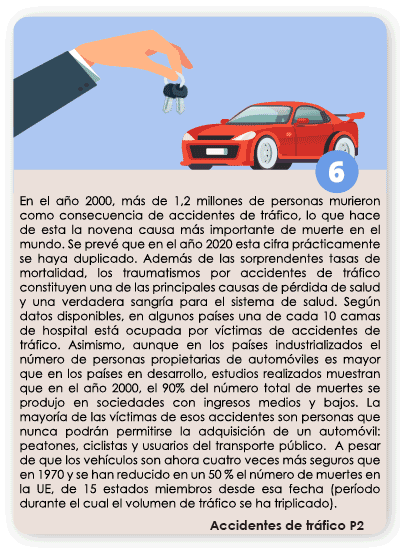 6
En el año 2000, más de 1,2 millones de personas murieron
como consecuencia de accidentes de tráfico, lo que hace
de esta la novena causa más importante de muerte en el
mundo. Se prevé que en el año 2020 esta cifra prácticamente
se haya duplicado. Además de las sorprendentes tasas de
mortalidad, los traumatismos por accidentes de tráfico
constituyen una de las principales causas de pérdida de salud
y una verdadera sangría para el sistema de salud. Según
datos disponibles, en algunos países una de cada 10 camas
de hospital está ocupada por víctimas de accidentes de
tráfico. Asimismo, aunque en los países industrializados el
número de personas propietarias de automóviles es mayor
que en los países en desarrollo, estudios realizados muestran
que en el año 2000, el 90% del número total de muertes se
produjo en sociedades con ingresos medios y bajos. La
mayoría de las víctimas de esos accidentes son personas que
nunca podrán permitirse la adquisición de un automóvil:
peatones, ciclistas y usuarios del transporte público. A pesar
de que los vehículos son ahora cuatro veces más seguros que
en 1970 y se han reducido en un 50 % el número de muertes en
la UE, de 15 estados miembros desde esa fecha (período
durante el cual el volumen de tráfico se ha triplicado).
Accidentes de tráfico P2